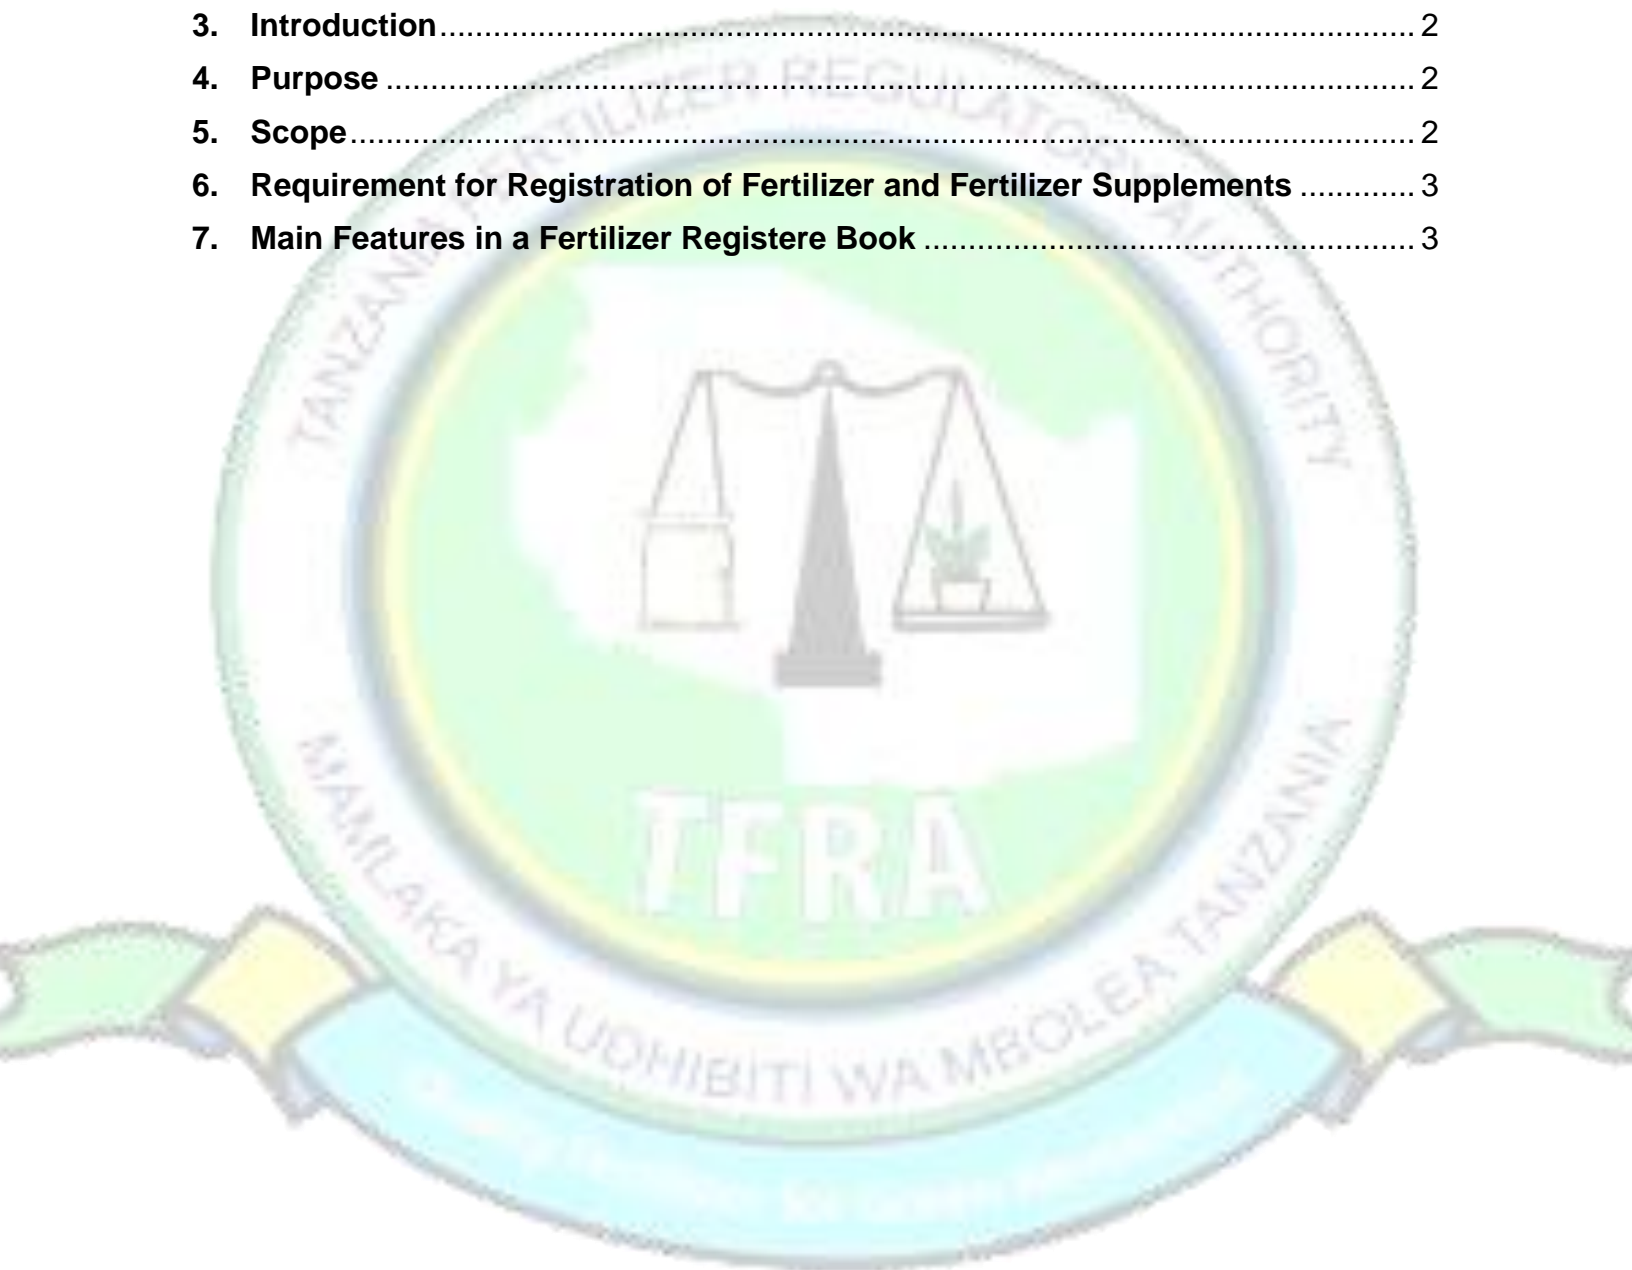 3. Introduction.......................................................................................................... 2
4. Purpose ................................................................................................................ 2
5. Scope.................................................................................................................... 2
6. Requirement for Registration of Fertilizer and Fertilizer Supplements ............. 3
7. Main Features in a Fertilizer Registere Book ....................................................... 3
TANZANIA FERTILIZER REGULATORY AUTHORITY
TFRA
MAMLAKA YA UDHIBITI WA MBOLEA TANZANIA